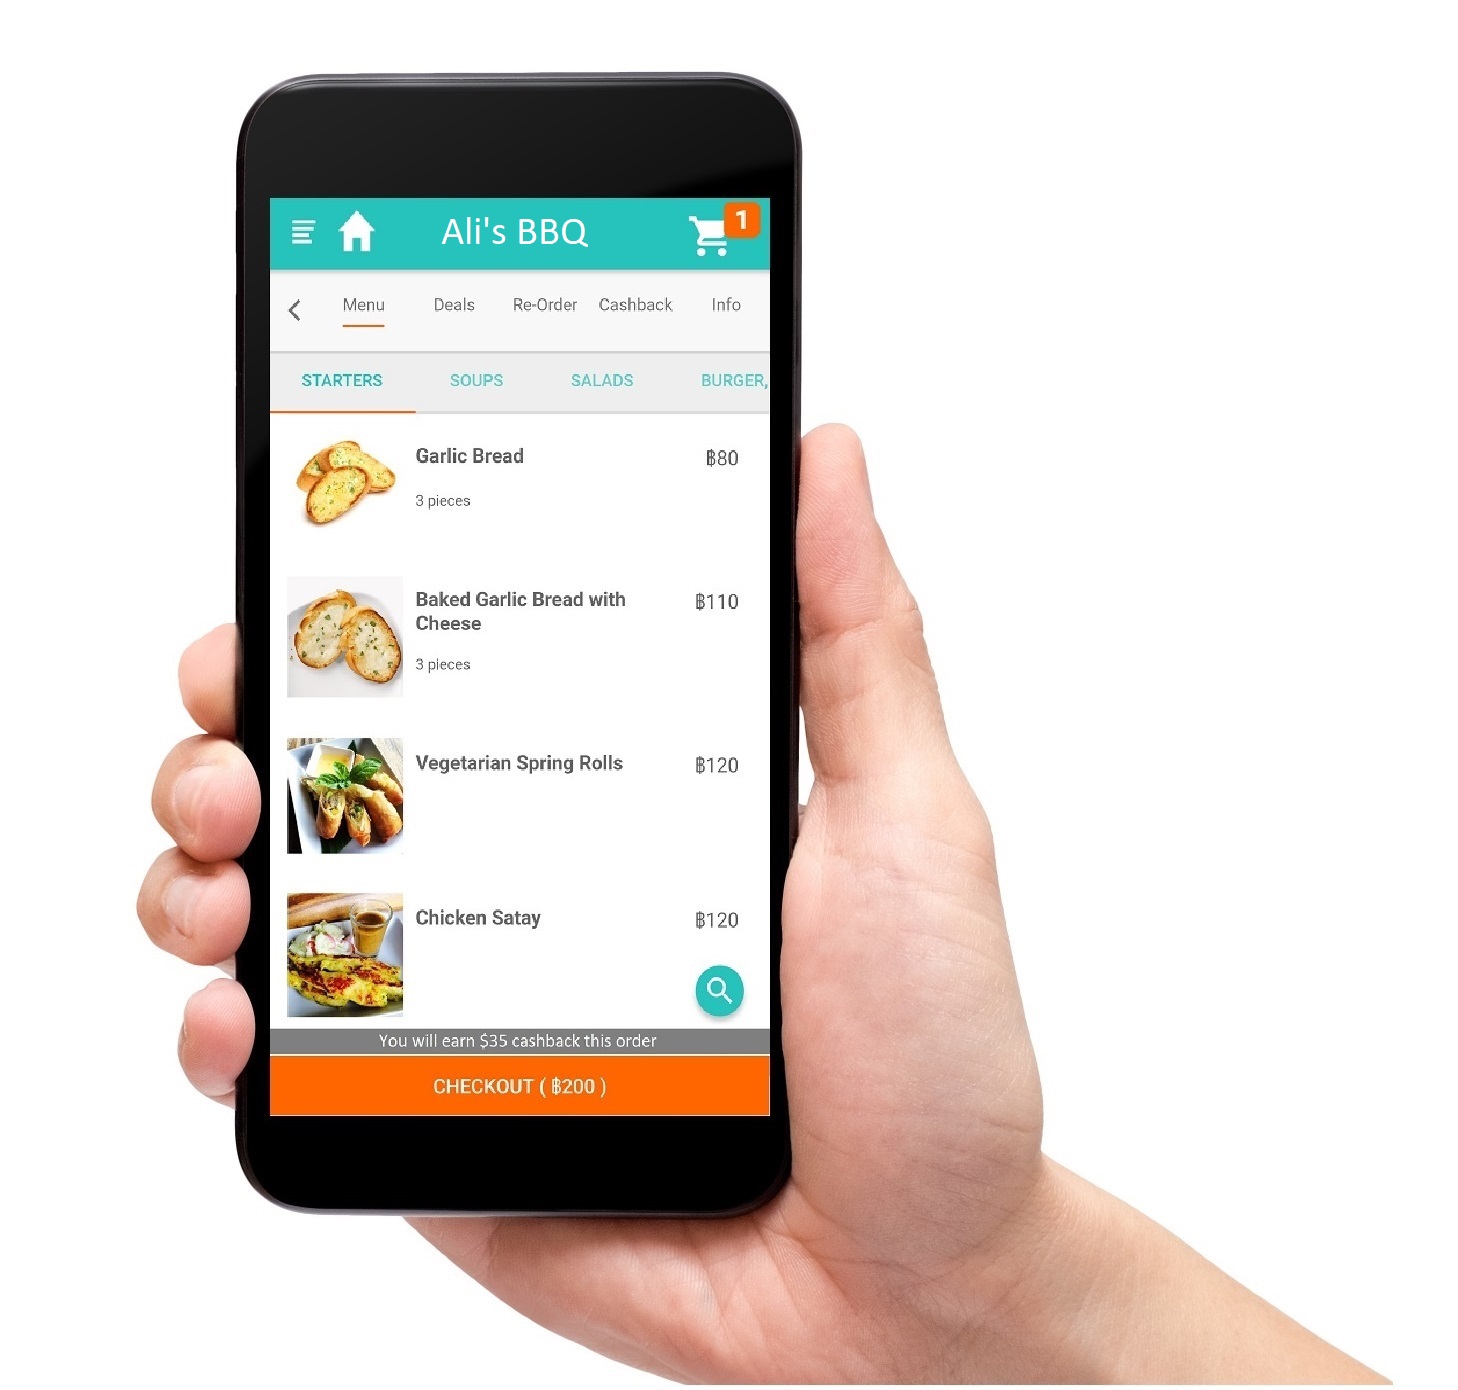 Ali's BBQ
1
Menu Deals Re-Order Cashback Info
STARTERS SOUPS SALADS BURGER,
Garlic Bread ฿80
3 pieces
Baked Garlic Bread with ฿110
Cheese
3 pieces
Vegetarian Spring Rolls ฿120
Chicken Satay ฿120
You will earn $35 cashback this order
CHECKOUT ( ฿200 )